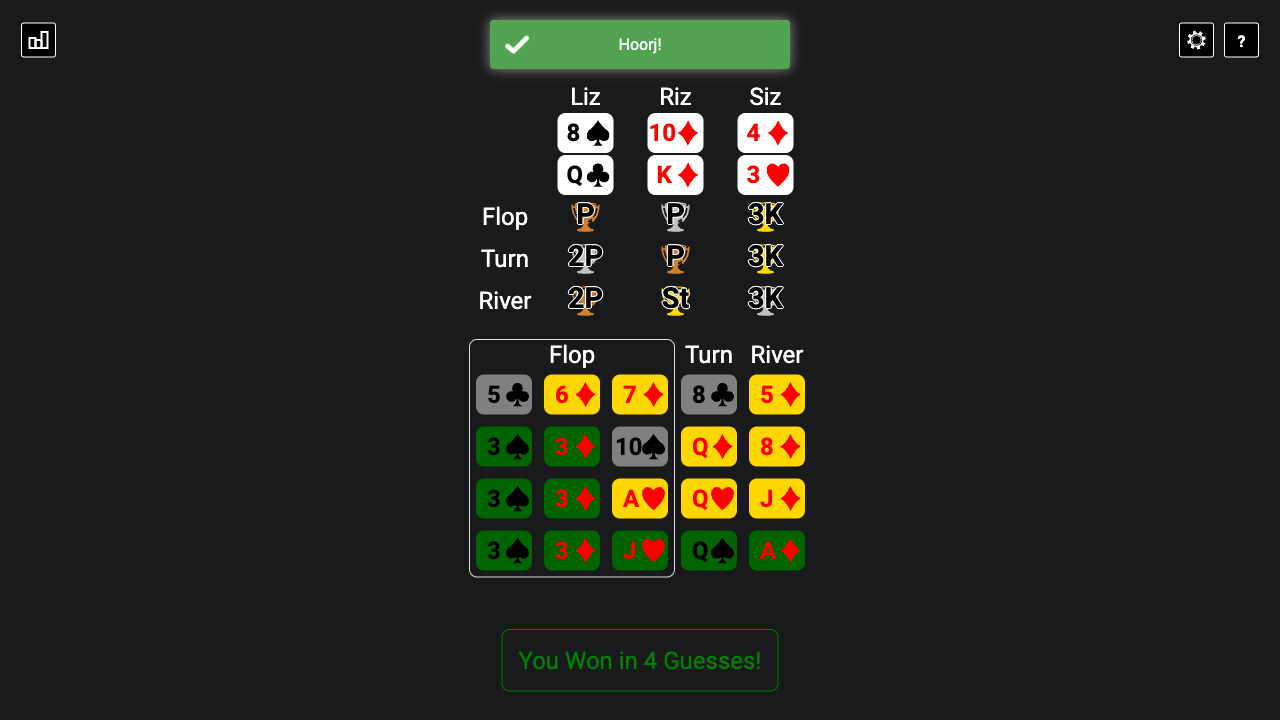 Hoorj!
?
Liz Riz Siz
8♠ 10♦ 4♦
Q♣ K♦ 3♥
Flop P P 3K
Turn 2P P 3K
River 2P St 3K
Flop Turn River
5♣ 6♦ 7♦ 8♣ 5♦
3♠ 3♦ 10♠ Q♦ 8♦
3♠ 3♦ A♥ Q♥ J♦
3♠ 3♦ J♥ Q♠ A♦
You Won in 4 Guesses!